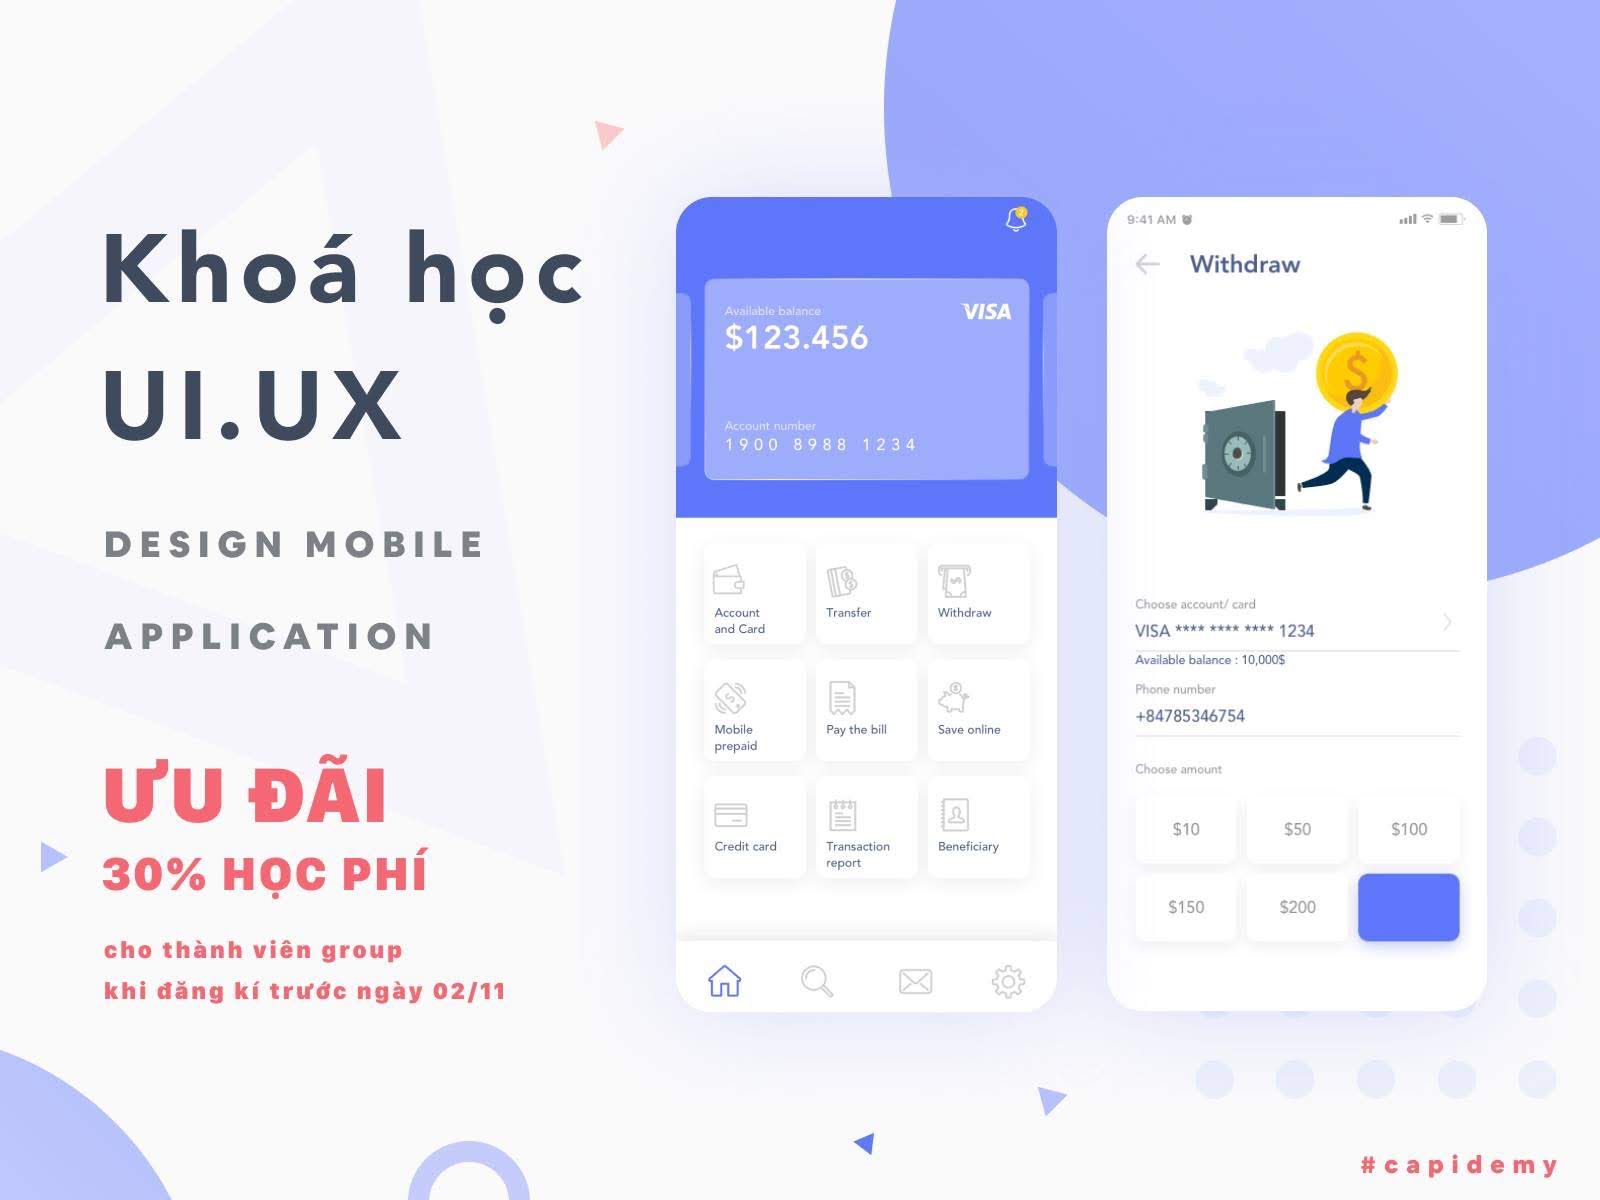 Khoá học
UI.UX
DESIGN MOBILE
APPLICATION
ƯU ĐÃI
30% HỌC PHÍ
cho thành viên group
khi đăng kí trước ngày 02/11
Available balance
VISA
$123.456
Account number
1900 8988 1234
Account
and Card
Transfer
Withdraw
Mobile
prepaid
Pay the bill
Save online
Credit card
Transaction
report
Beneficiary
9:41 AM
Withdraw
$
Choose account/ card
VISA **** **** **** 1234
Available balance : 10,000$
Phone number
+84785346754
Choose amount
$10
$50
$100
$150
$200
#capidemy